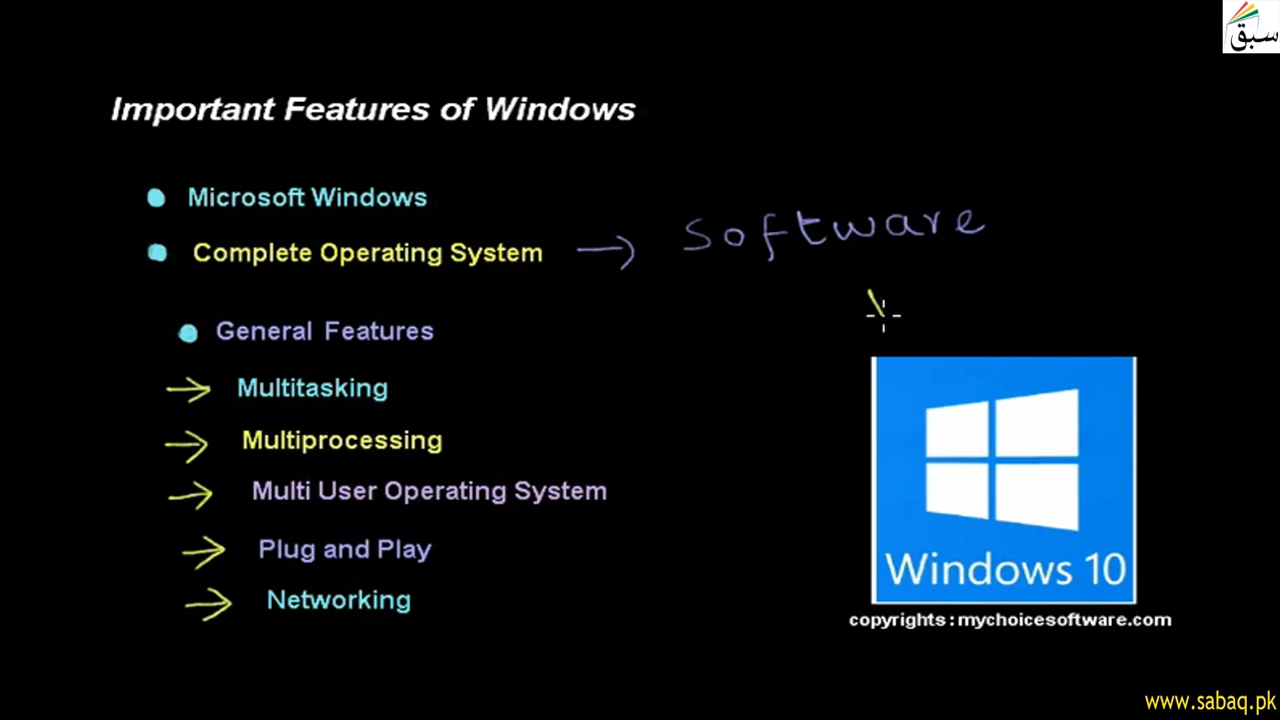 سبق
Important Features of Windows
Microsoft Windows
Complete Operating System → Software
General Features
→ Multitasking
→ Multiprocessing
→ Multi User Operating System
→ Plug and Play
→ Networking
Windows 10
copyrights : mychoicesoftware.com
www.sabaq.pk